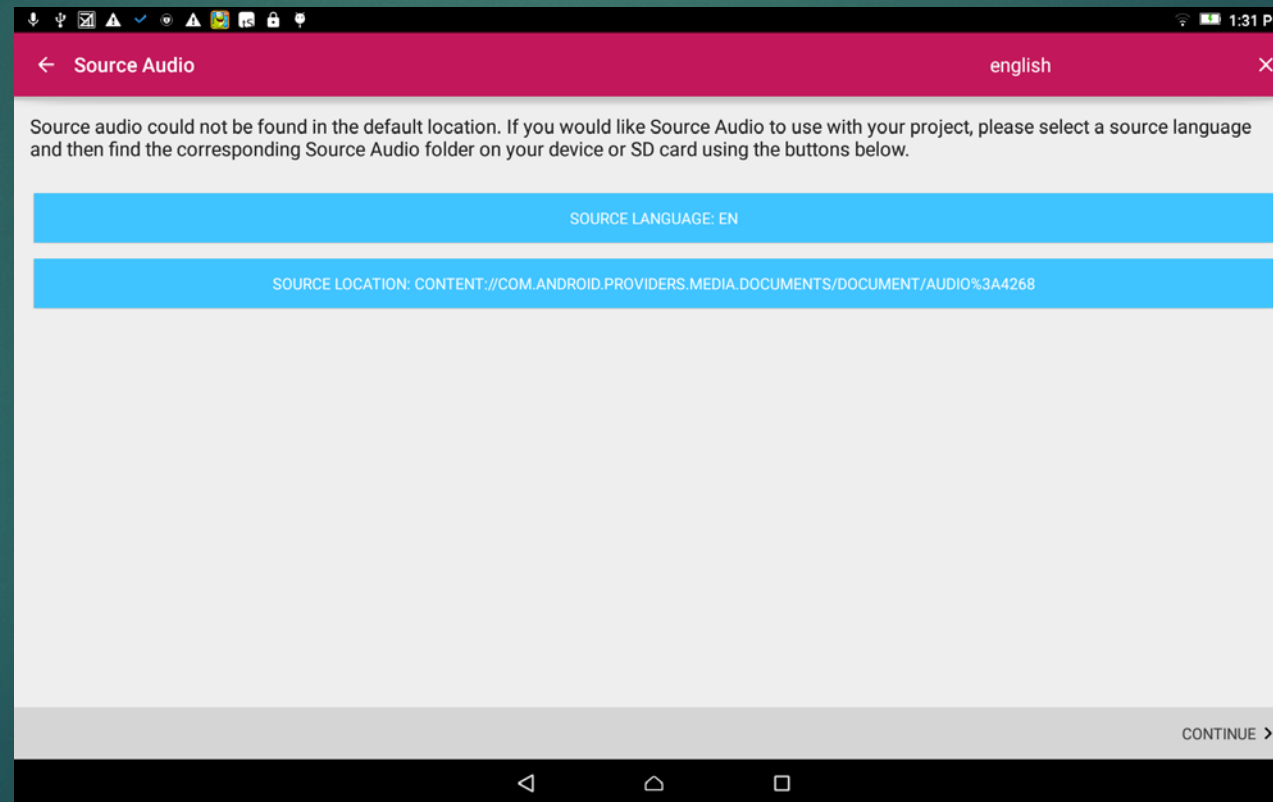 1:31 P
Source Audio
english
Source audio could not be found in the default location. If you would like Source Audio to use with your project, please select a source language
and then find the corresponding Source Audio folder on your device or SD card using the buttons below.
SOURCE LANGUAGE: EN
SOURCE LOCATION: CONTENT://COM.ANDROID.PROVIDERS.MEDIA.DOCUMENTS/DOCUMENT/AUDIO%3A4268
CONTINUE